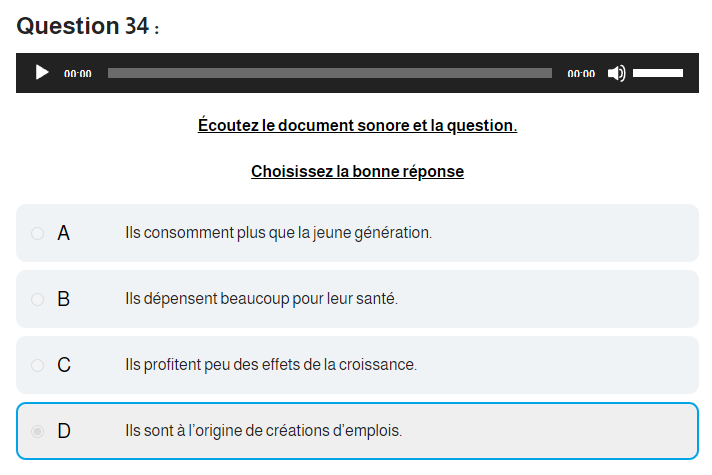 Question 34 :
00:00 00:00
Écoutez le document sonore et la question.
Choisissez la bonne réponse
A Ils consomment plus que la jeune génération.
B Ils dépensent beaucoup pour leur santé.
C Ils profitent peu des effets de la croissance.
D Ils sont à l’origine de créations d’emplois.